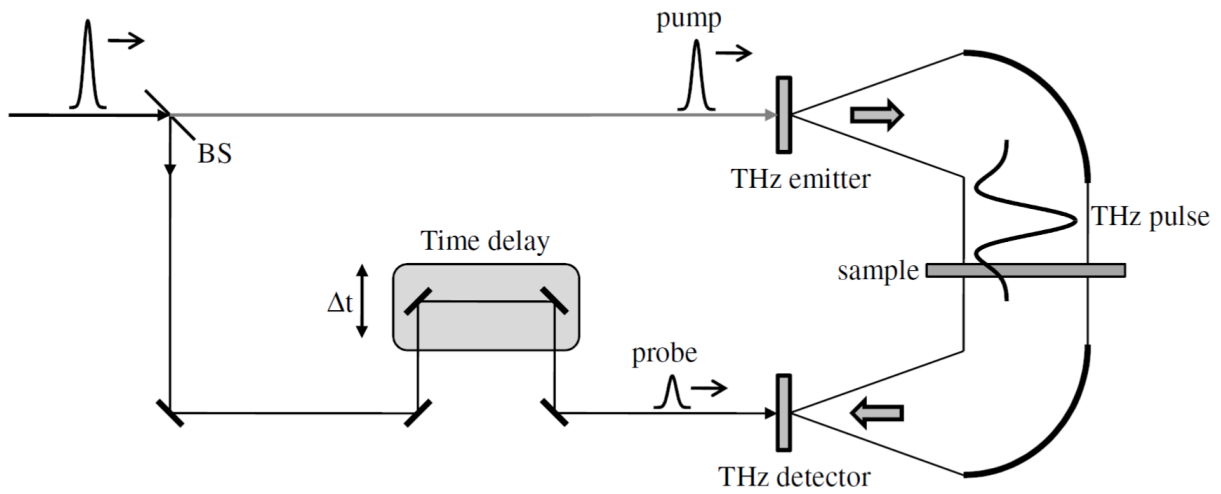 pump
BS
THz emitter
THz pulse
Time delay
sample
Δt
probe
THz detector